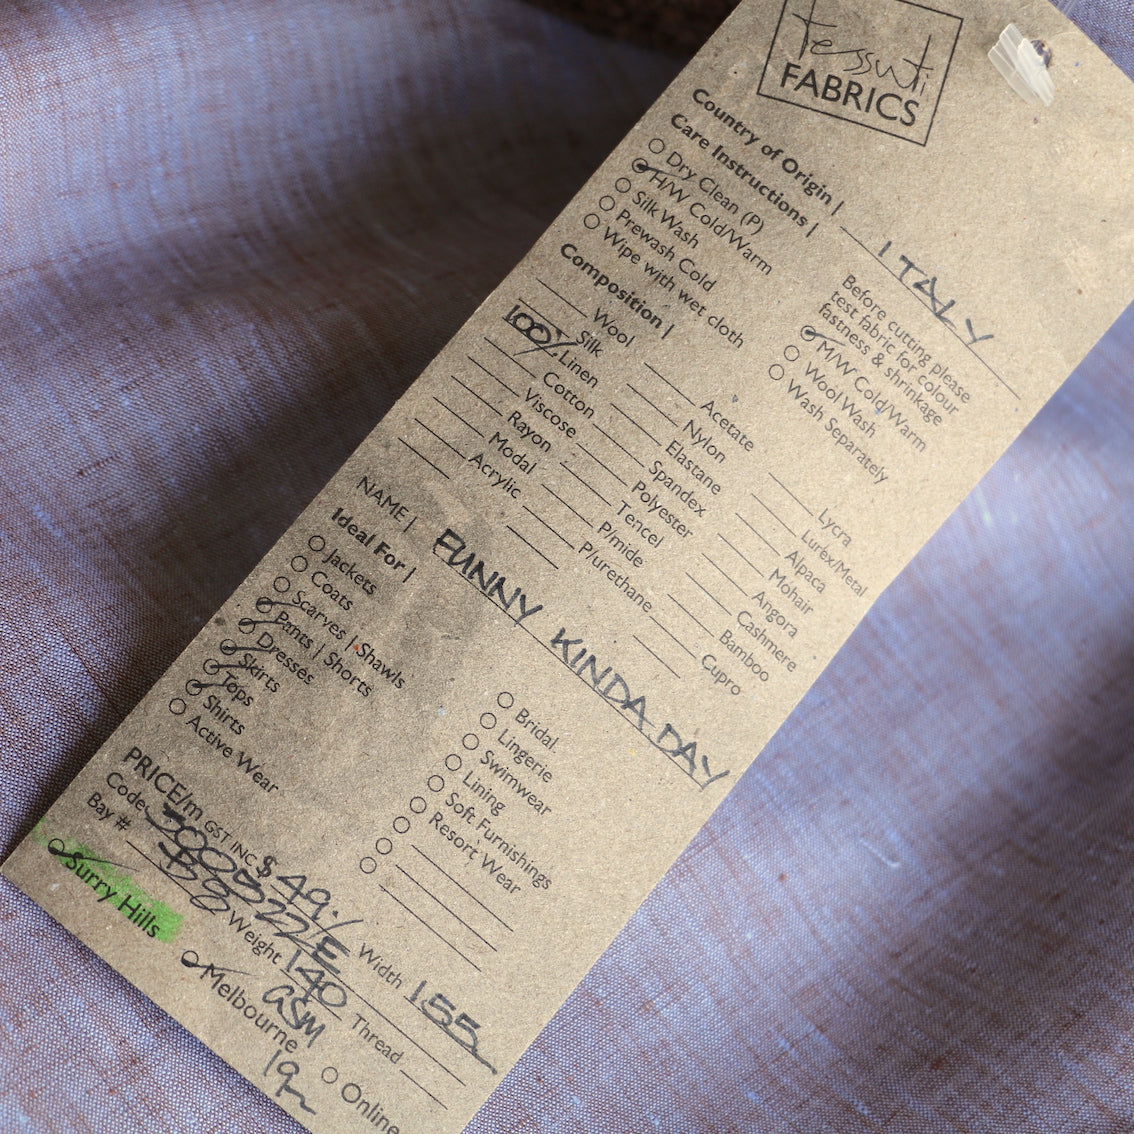 tessuti
FABRICS
Country of Origin | ITALY
Care Instructions |
Dry Clean (P)
H/W Cold/Warm
Silk Wash
Prewash Cold
Wipe with wet cloth
Before cutting please
test fabric for colour
fastness & shrinkage
M/W Cold/Warm
Wool Wash
Wash Separately
Composition |
Wool
Silk
100% Linen
Cotton
Viscose
Rayon
Modal
Acrylic
Acetate
Nylon
Elastane
Spandex
Polyester
Tencel
P/mide
P/urethane
Lycra
Lurex/Metal
Alpaca
Mohair
Angora
Cashmere
Bamboo
Cupro
NAME | FUNNY KINDA DAY
Ideal For |
Jackets
Coats
Scarves | Shawls
Pants | Shorts
Dresses
Skirts
Tops
Shirts
Active Wear
Bridal
Lingerie
Swimwear
Lining
Soft Furnishings
Resort Wear
PRICE/m GST INC $ 49. Width 1.55
Code Weight 140 GSM Thread
Bay #
Surry Hills
Melbourne
Online